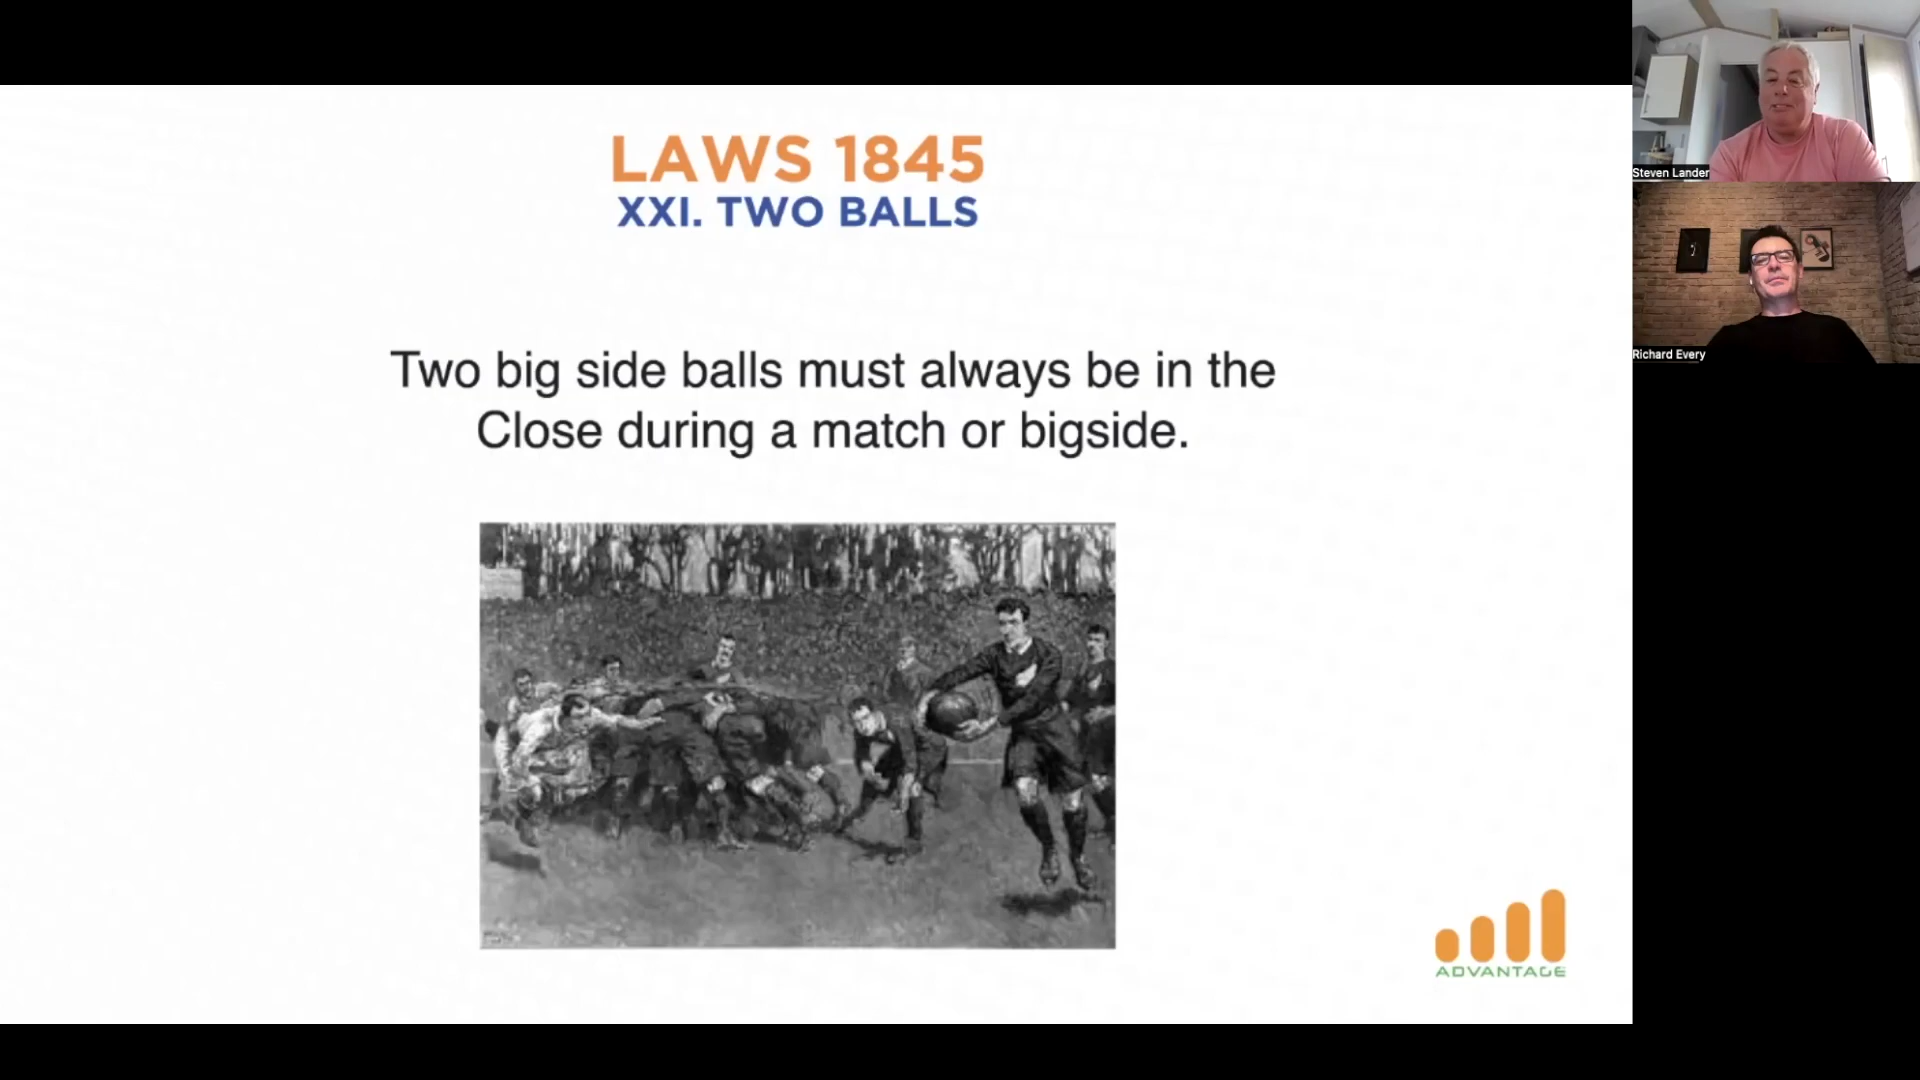 LAWS 1845
XXI. TWO BALLS
Two big side balls must always be in the
Close during a match or bigside.
ADVANTAGE
Steven Lander
Richard Every